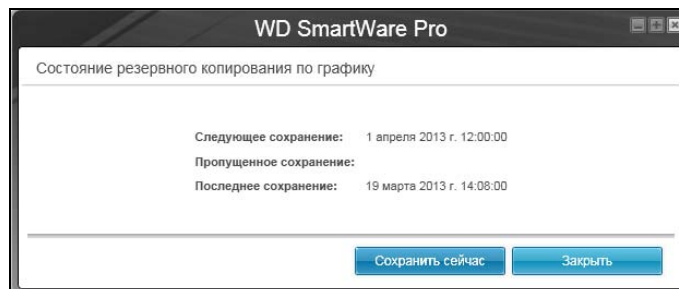 WD SmartWare Pro
Состояние резервного копирования по графику
Следующее сохранение: 1 апреля 2013 г. 12:00:00
Пропущенное сохранение:
Последнее сохранение: 19 марта 2013 г. 14:08:00
Сохранить сейчас Закрыть